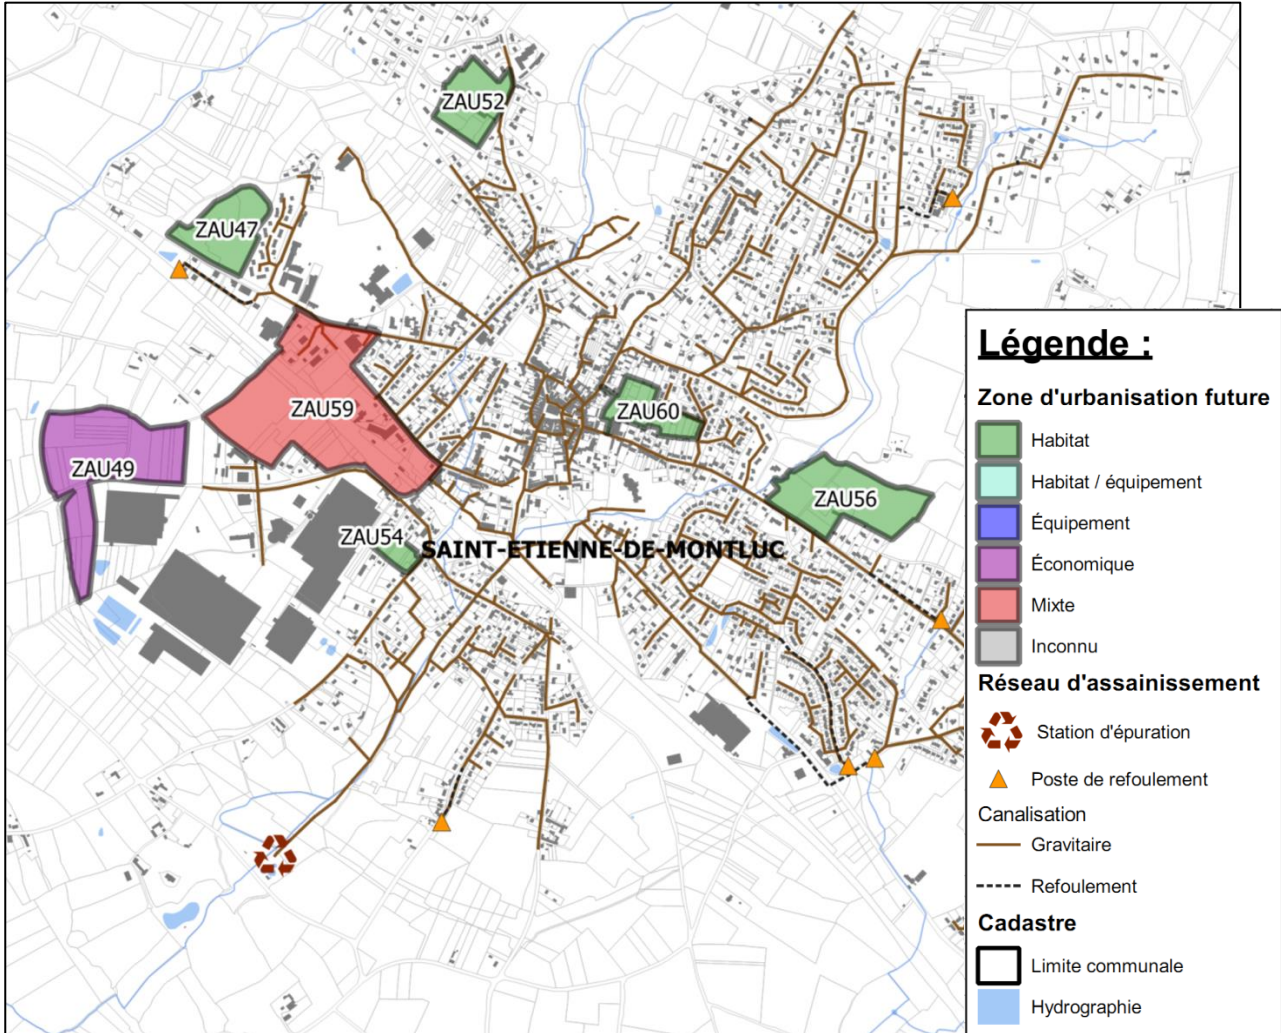 ZAU52
ZAU47
ZAU59
ZAU60
ZAU49
ZAU56
ZAU54
SAINT-ETIENNE-DE-MONTLUC
Légende :
Zone d'urbanisation future
Habitat
Habitat / équipement
Équipement
Économique
Mixte
Inconnu
Réseau d'assainissement
Station d'épuration
Poste de refoulement
Canalisation
Gravitaire
Refoulement
Cadastre
Limite communale
Hydrographie